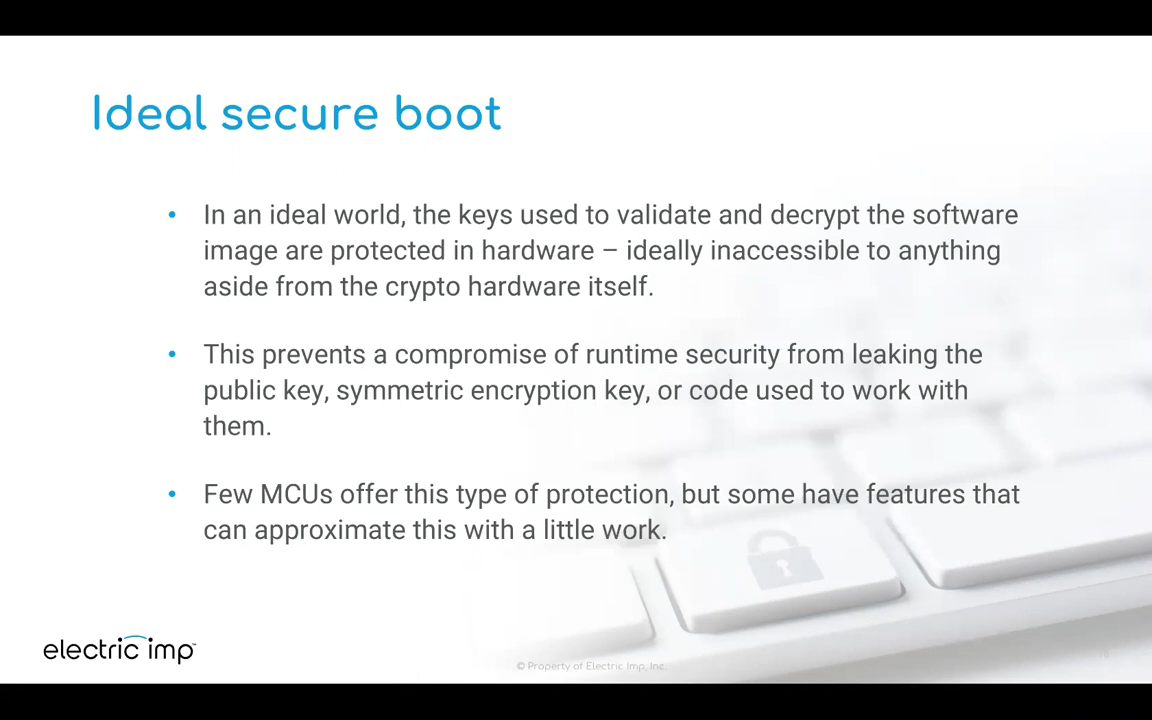 Ideal secure boot
• In an ideal world, the keys used to validate and decrypt the software
image are protected in hardware – ideally inaccessible to anything
aside from the crypto hardware itself.
• This prevents a compromise of runtime security from leaking the
public key, symmetric encryption key, or code used to work with
them.
• Few MCUs offer this type of protection, but some have features that
can approximate this with a little work.
electric imp™
© Property of Electric Imp, Inc.